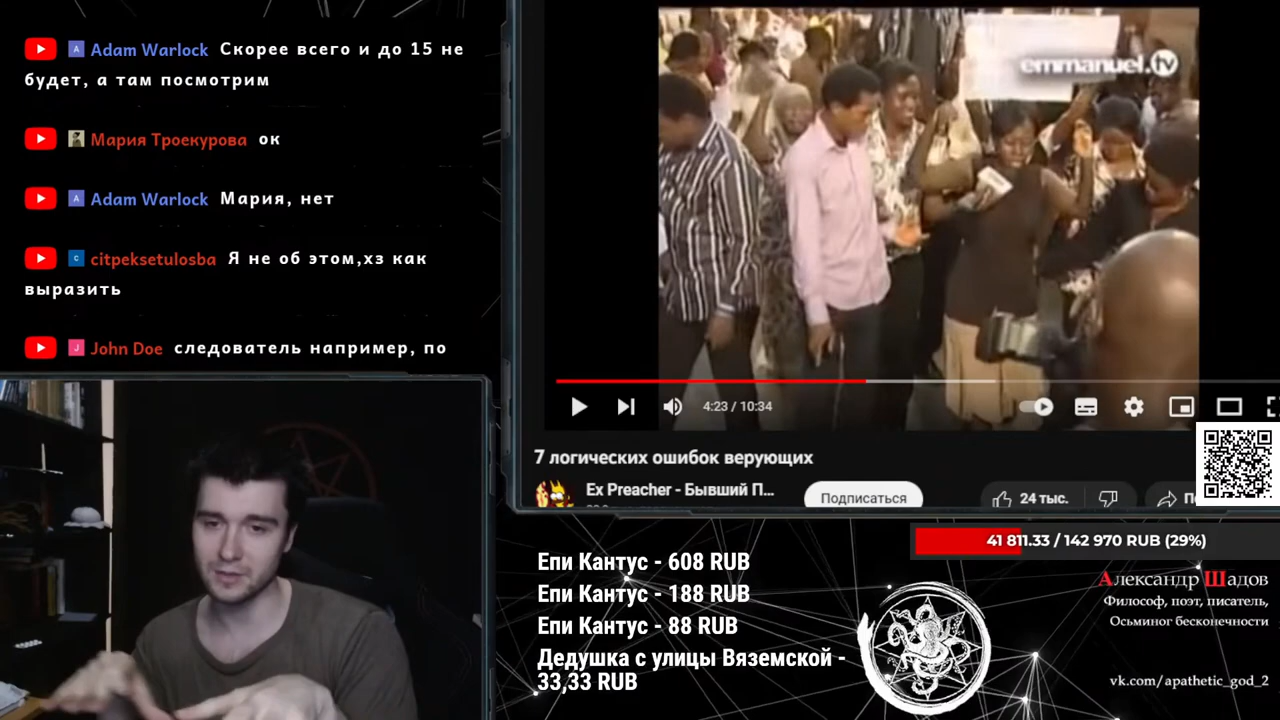 Adam Warlock Скорее всего и до 15 не
будет, а там посмотрим
Мария Троекурова ок
Adam Warlock Мария, нет
citpeksetulosba Я не об этом,хз как
выразить
John Doe следователь например, по
emmanuel.tv
4:23 / 10:34
7 логических ошибок верующих
Ex Preacher - Бывший П...
Подписаться
24 тыс.
41 811.33 / 142 970 RUB (29%)
Епи Кантус - 608 RUB
Епи Кантус - 188 RUB
Епи Кантус - 88 RUB
Дедушка с улицы Вяземской -
33,33 RUB
Александр Шадов
Философ, поэт, писатель,
Осьминог бесконечности
vk.com/apathetic_god_2